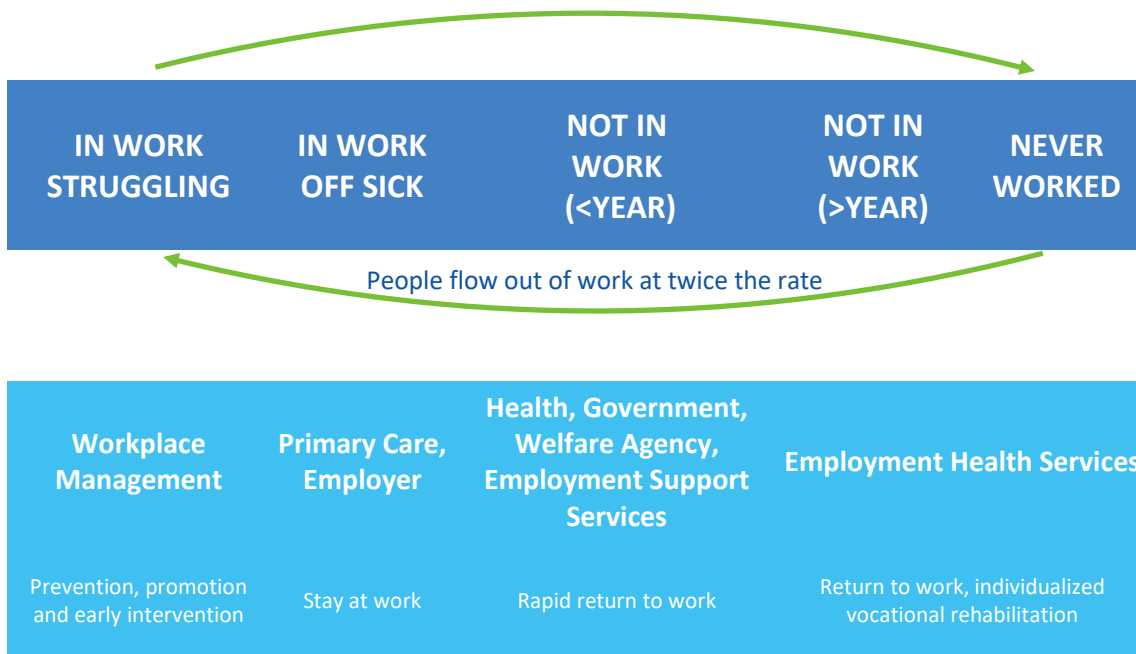 IN WORK
STRUGGLING
IN WORK
OFF SICK
NOT IN
WORK
(<YEAR)
NOT IN
WORK
(>YEAR)
NEVER
WORKED
People flow out of work at twice the rate
Workplace
Management
Primary Care,
Employer
Health, Government,
Welfare Agency,
Employment Support
Services
Employment Health Services
Prevention, promotion
and early intervention
Stay at work
Rapid return to work
Return to work, individualized
vocational rehabilitation